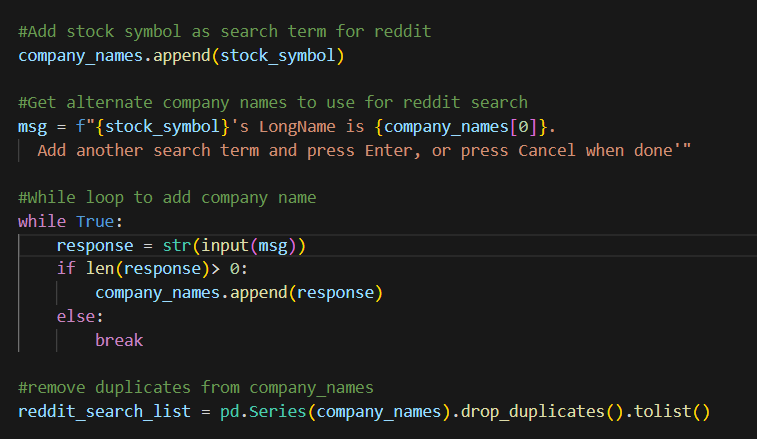 #Add stock symbol as search term for reddit
company_names.append(stock_symbol)
#Get alternate company names to use for reddit search
msg = f"{stock_symbol}'s LongName is {company_names[0]}.
Add another search term and press Enter, or press Cancel when done'"
#While loop to add company name
while True:
response = str(input(msg))
if len(response)> 0:
company_names.append(response)
else:
break
#remove duplicates from company_names
reddit_search_list = pd.Series(company_names).drop_duplicates().tolist()